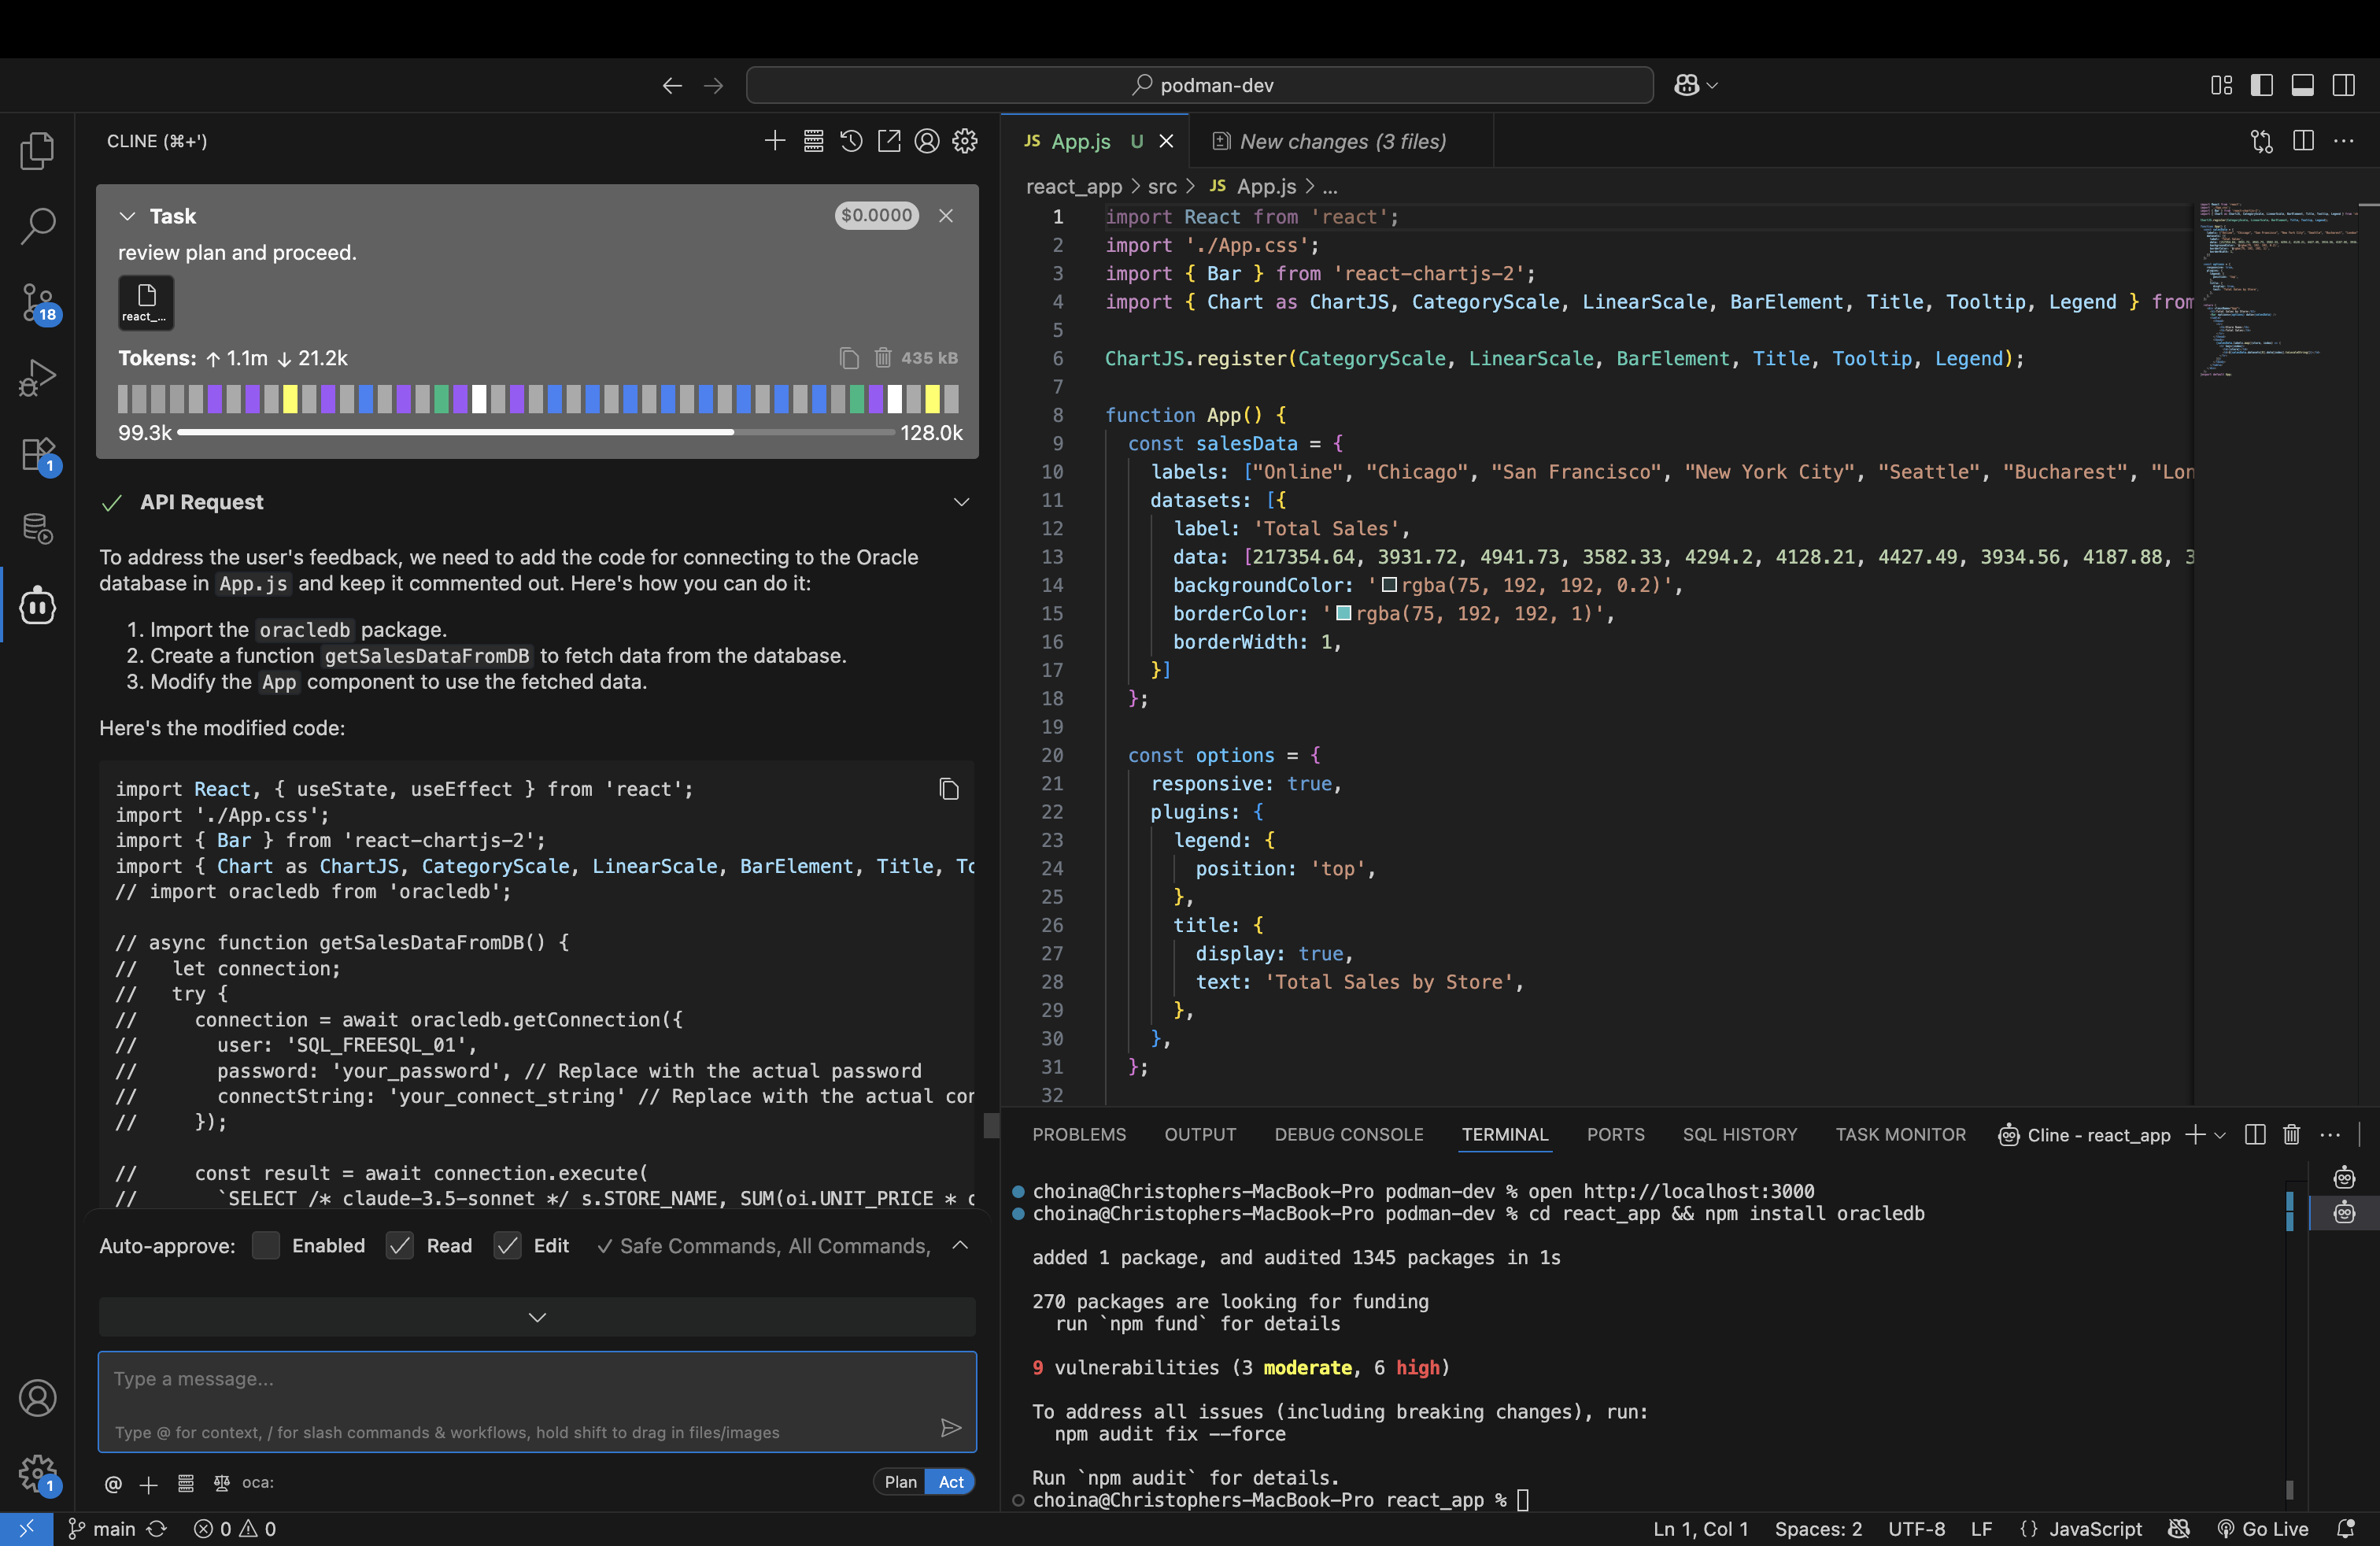 podman-dev
CLINE (⌘+')
Task
$0.0000
review plan and proceed.
react_...
Tokens: ↑ 1.1m ↓ 21.2k
435 kB
99.3k
128.0k
API Request
To address the user's feedback, we need to add the code for connecting to the Oracle
database in App.js and keep it commented out. Here's how you can do it:
1. Import the oracledb package.
2. Create a function getSalesDataFromDB to fetch data from the database.
3. Modify the App component to use the fetched data.
Here's the modified code:
import React, { useState, useEffect } from 'react';
import './App.css';
import { Bar } from 'react-chartjs-2';
import { Chart as ChartJS, CategoryScale, LinearScale, BarElement, Title, To
// import oracledb from 'oracledb';
// async function getSalesDataFromDB() {
//   let connection;
//   try {
//     connection = await oracledb.getConnection({
//       user: 'SQL_FREESQL_01',
//       password: 'your_password', // Replace with the actual password
//       connectString: 'your_connect_string' // Replace with the actual con
//     });
//     const result = await connection.execute(
//       `SELECT /* claude-3.5-sonnet */ s.STORE_NAME, SUM(oi.UNIT_PRICE * o
Auto-approve: Enabled Read Edit ✓ Safe Commands, All Commands,
Type a message...
Type @ for context, / for slash commands & workflows, hold shift to drag in files/images
@ oca:
Plan Act
18
1
1
JS App.js U
New changes (3 files)
react_app > src > JS App.js > ...
1 import React from 'react';
2 import './App.css';
3 import { Bar } from 'react-chartjs-2';
4 import { Chart as ChartJS, CategoryScale, LinearScale, BarElement, Title, Tooltip, Legend } from
5
6 ChartJS.register(CategoryScale, LinearScale, BarElement, Title, Tooltip, Legend);
7
8 function App() {
9   const salesData = {
10     labels: ["Online", "Chicago", "San Francisco", "New York City", "Seattle", "Bucharest", "Lon
11     datasets: [{
12       label: 'Total Sales',
13       data: [217354.64, 3931.72, 4941.73, 3582.33, 4294.2, 4128.21, 4427.49, 3934.56, 4187.88, 3
14       backgroundColor: 'rgba(75, 192, 192, 0.2)',
15       borderColor: 'rgba(75, 192, 192, 1)',
16       borderWidth: 1,
17     }]
18   };
19
20   const options = {
21     responsive: true,
22     plugins: {
23       legend: {
24         position: 'top',
25       },
26       title: {
27         display: true,
28         text: 'Total Sales by Store',
29       },
30     },
31   };
32
PROBLEMS OUTPUT DEBUG CONSOLE TERMINAL PORTS SQL HISTORY TASK MONITOR Cline - react_app
choina@Christophers-MacBook-Pro podman-dev % open http://localhost:3000
choina@Christophers-MacBook-Pro podman-dev % cd react_app && npm install oracledb
added 1 package, and audited 1345 packages in 1s
270 packages are looking for funding
  run `npm fund` for details
9 vulnerabilities (3 moderate, 6 high)
To address all issues (including breaking changes), run:
  npm audit fix --force
Run `npm audit` for details.
choina@Christophers-MacBook-Pro react_app %
main 0 0
Ln 1, Col 1 Spaces: 2 UTF-8 LF {} JavaScript Go Live